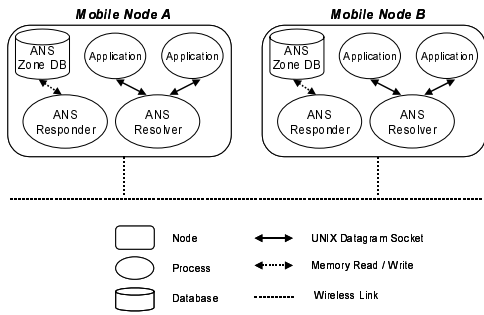 Mobile Node A
Mobile Node B
ANS
Zone DB
Application
Application
ANS
Responder
ANS
Resolver
ANS
Zone DB
Application
Application
ANS
Responder
ANS
Resolver
Node
UNIX Datagram Socket
Process
Memory Read / Write
Database
Wireless Link